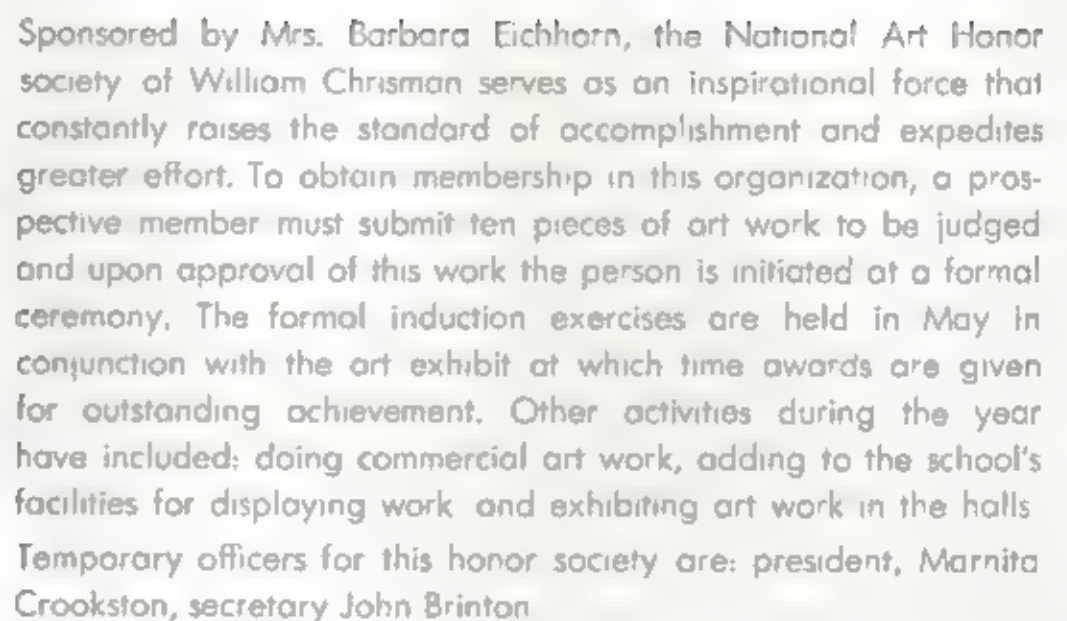 Sponsored by Mrs. Barbara Eichhorn, the National Art Honor
society of William Chrisman serves as an inspirational force that
constantly raises the standard of accomplishment and expedites
greater effort. To obtain membership in this organization, a pros-
pective member must submit ten pieces of art work to be judged
and upon approval of this work the person is initiated at a formal
ceremony. The formal induction exercises are held in May in
conjunction with the art exhibit at which time awards are given
for outstanding achievement. Other activities during the year
have included: doing commercial art work, adding to the school's
facilities for displaying work and exhibiting art work in the halls
Temporary officers for this honor society are: president, Marnita
Crookston, secretary John Brinton